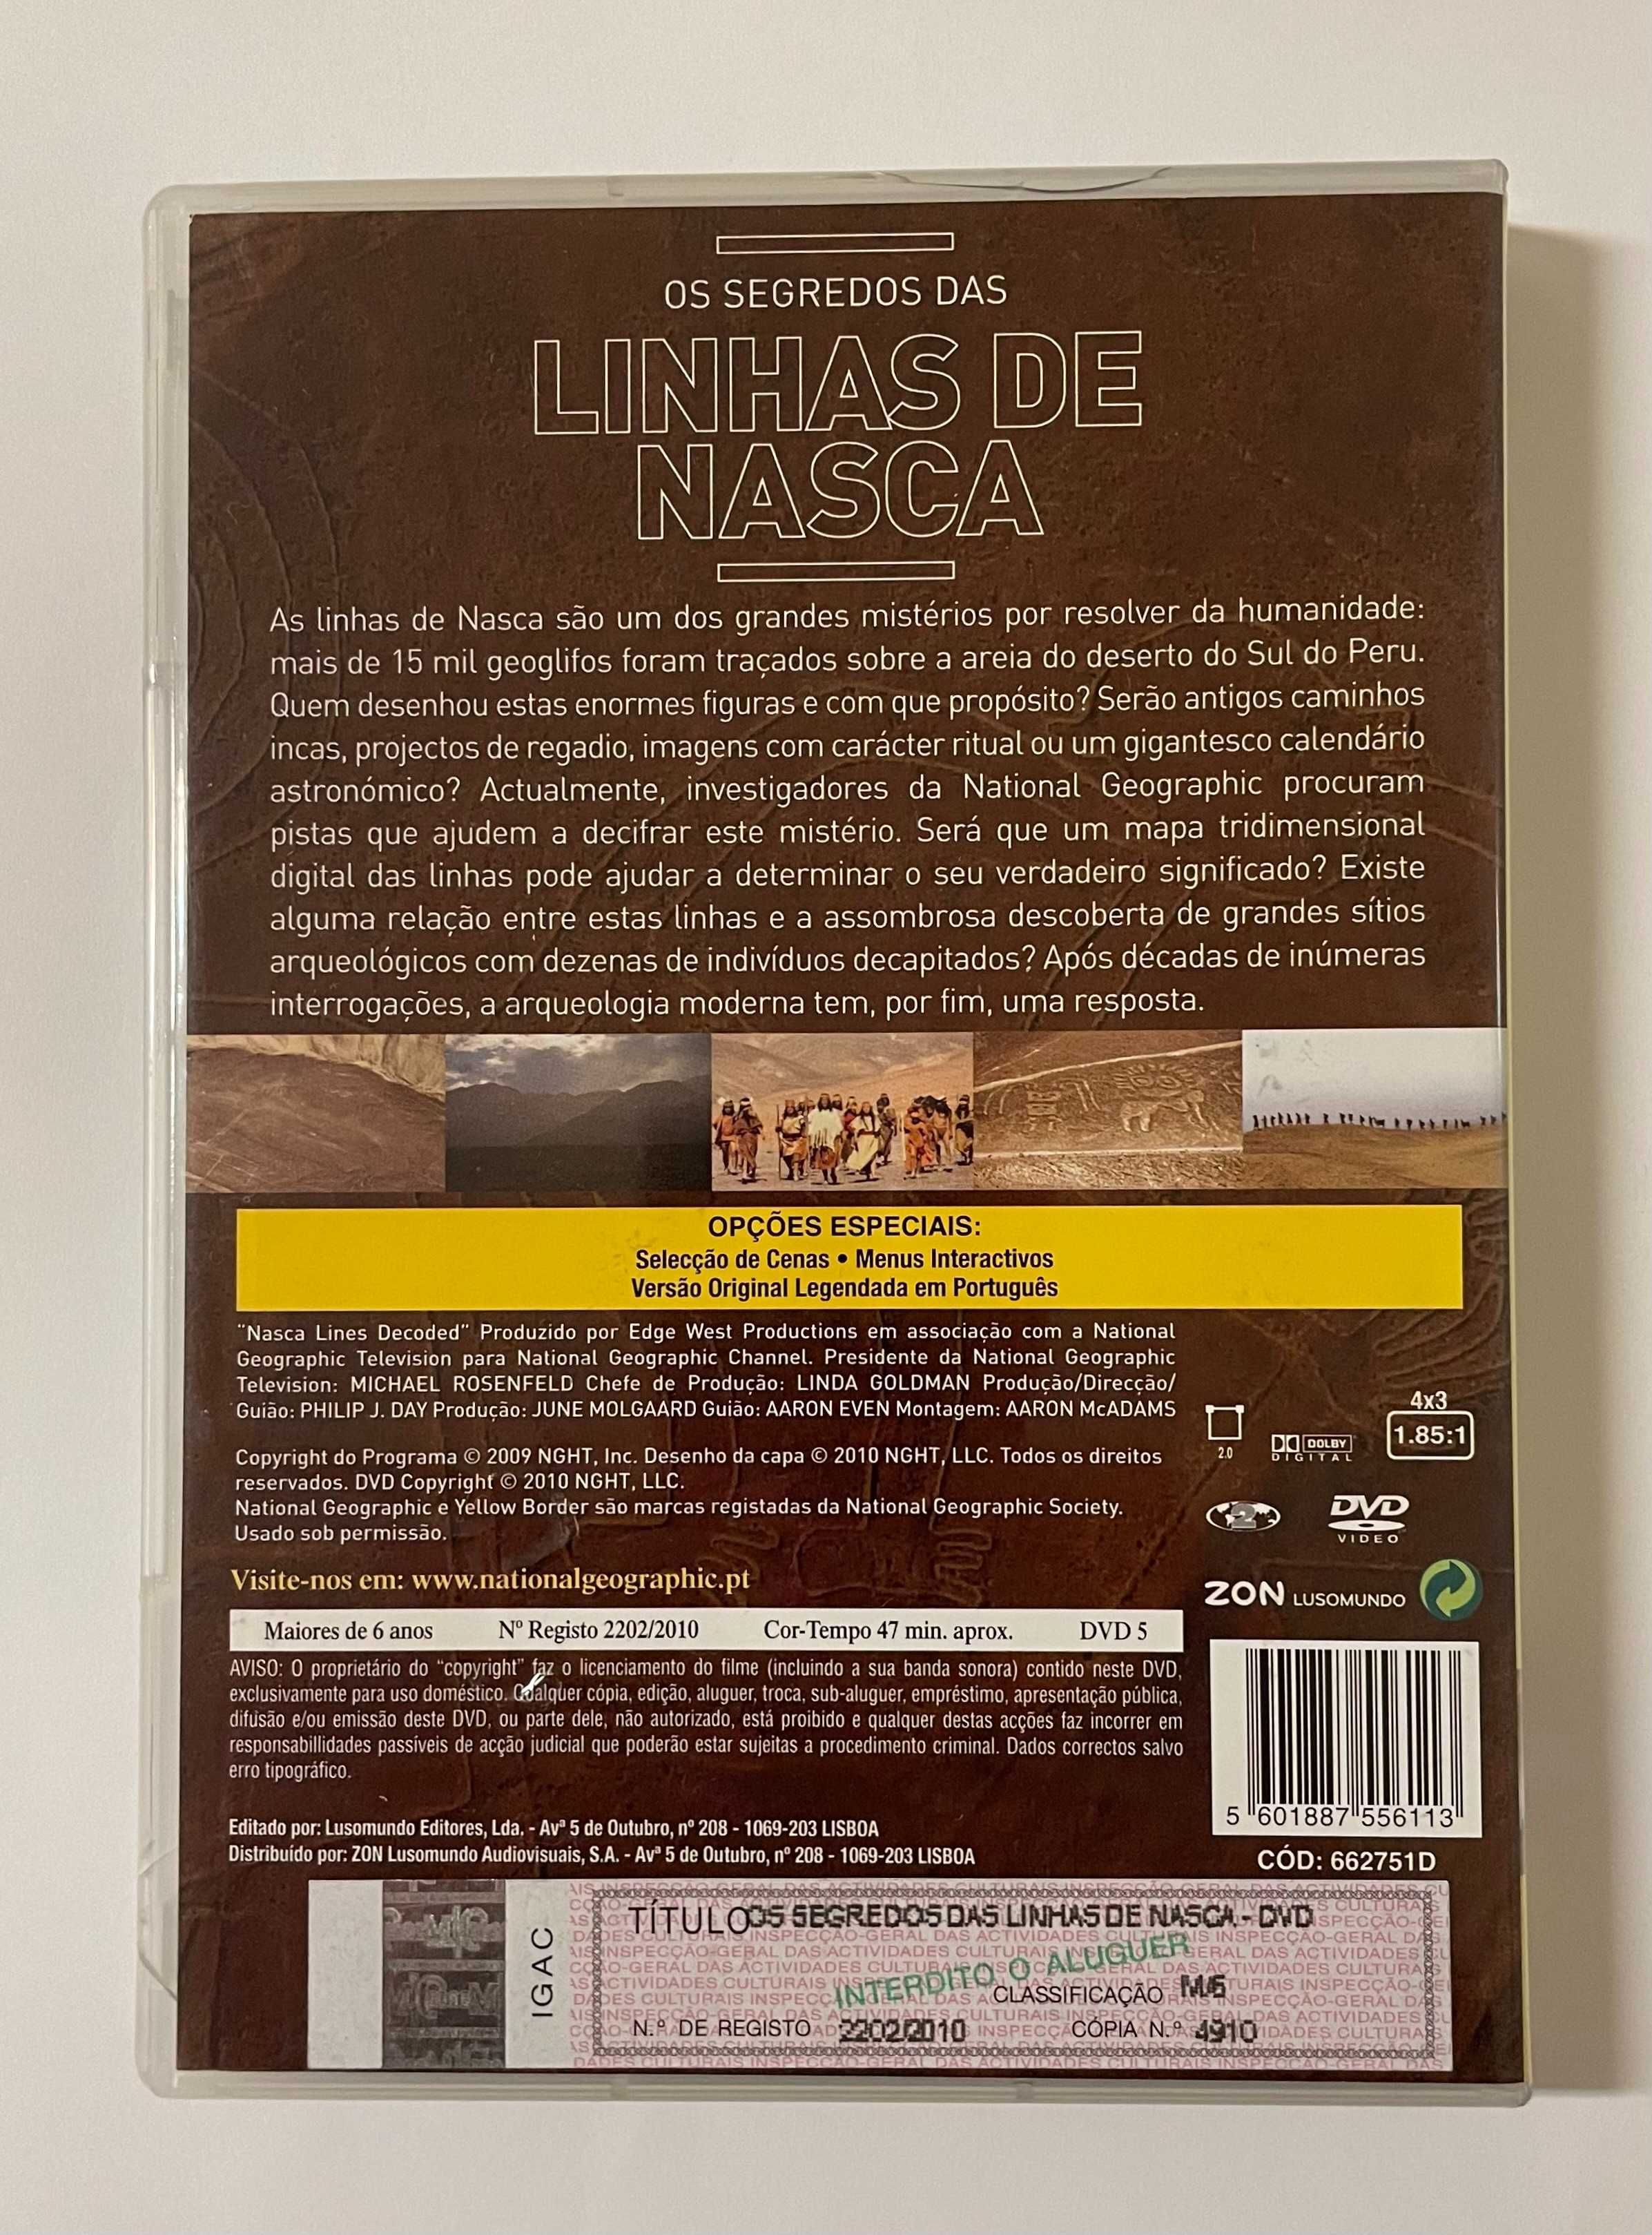 OS SEGREDOS DAS
LINHAS DE
NASCA
As linhas de Nasca são um dos grandes mistérios por resolver da humanidade:
mais de 15 mil geoglifos foram traçados sobre a areia do deserto do Sul do Peru.
Quem desenhou estas enormes figuras e com que propósito? Serão antigos caminhos
incas, projectos de regadio, imagens com carácter ritual ou um gigantesco calendário
astronómico? Actualmente, investigadores da National Geographic procuram
pistas que ajudem a decifrar este mistério. Será que um mapa tridimensional
digital das linhas pode ajudar a determinar o seu verdadeiro significado? Existe
alguma relação entre estas linhas e a assombrosa descoberta de grandes sítios
arqueológicos com dezenas de indivíduos decapitados? Após décadas de inúmeras
interrogações, a arqueologia moderna tem, por fim, uma resposta.
OPÇÕES ESPECIAIS:
Selecção de Cenas • Menus Interactivos
Versão Original Legendada em Português
"Nasca Lines Decoded" Produzido por Edge West Productions em associação com a National
Geographic Television para National Geographic Channel. Presidente da National Geographic
Television: MICHAEL ROSENFELD Chefe de Produção: LINDA GOLDMAN Produção/Direcção/
Guião: PHILIP J. DAY Produção: JUNE MOLGAARD Guião: AARON EVEN Montagem: AARON McADAMS
Copyright do Programa © 2009 NGHT, Inc. Desenho da capa © 2010 NGHT, LLC. Todos os direitos
reservados. DVD Copyright © 2010 NGHT, LLC.
National Geographic e Yellow Border são marcas registadas da National Geographic Society.
Usado sob permissão.
2.0
DOLBY
DIGITAL
4x3
1.85:1
2
DVD
VIDEO
Visite-nos em: www.nationalgeographic.pt
ZON LUSOMUNDO
Maiores de 6 anos Nº Registo 2202/2010 Cor-Tempo 47 min. aprox. DVD 5
AVISO: O proprietário do "copyright" faz o licenciamento do filme (incluindo a sua banda sonora) contido neste DVD,
exclusivamente para uso doméstico. Qualquer cópia, edição, aluguer, troca, sub-aluguer, empréstimo, apresentação pública,
difusão e/ou emissão deste DVD, ou parte dele, não autorizado, está proibido e qualquer destas acções faz incorrer em
responsabillidades passíveis de acção judicial que poderão estar sujeitas a procedimento criminal. Dados correctos salvo
erro tipográfico.
5 601887 556113
Editado por: Lusomundo Editores, Lda. - Avª 5 de Outubro, nº 208 - 1069-203 LISBOA
Distribuído por: ZON Lusomundo Audiovisuais, S.A. - Avª 5 de Outubro, nº 208 - 1069-203 LISBOA
CÓD: 662751D
IGAC
TÍTULO OS SEGREDOS DAS LINHAS DE NASCA - DVD
INTERDITO O ALUGUER
CLASSIFICAÇÃO M/6
N.º DE REGISTO 2202/2010 CÓPIA N.º 4910